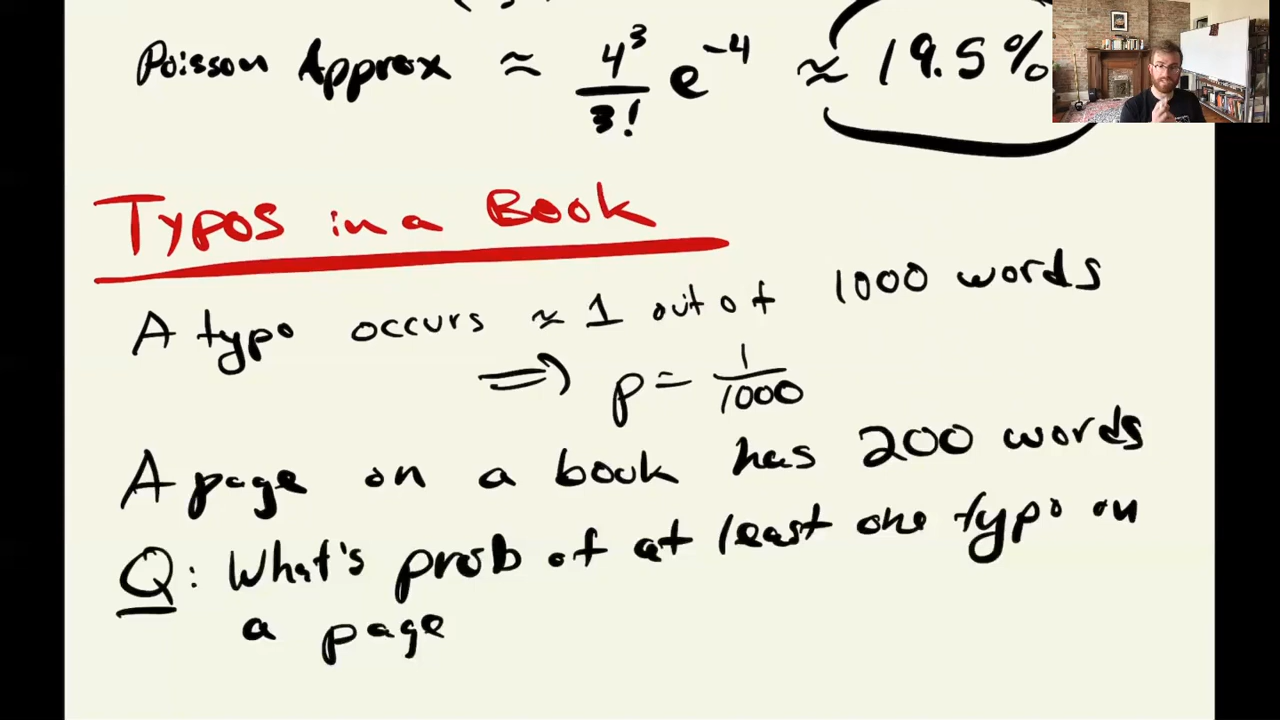 Poisson Approx ≈ 4³/3! e⁻⁴ ≈ 19.5%
Typos in a Book
A typo occurs ≈ 1 out of 1000 words
⇒ p = 1/1000
A page on a book has 200 words
Q: What's prob of at least one typo on
a page